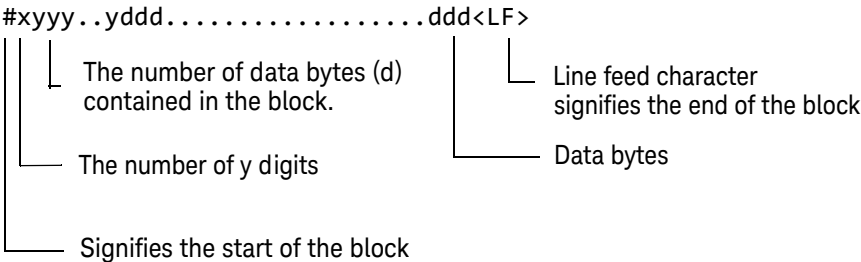 #xyyy..yddd..................ddd<LF>
The number of data bytes (d)
contained in the block.
Line feed character
signifies the end of the block
The number of y digits
Data bytes
Signifies the start of the block